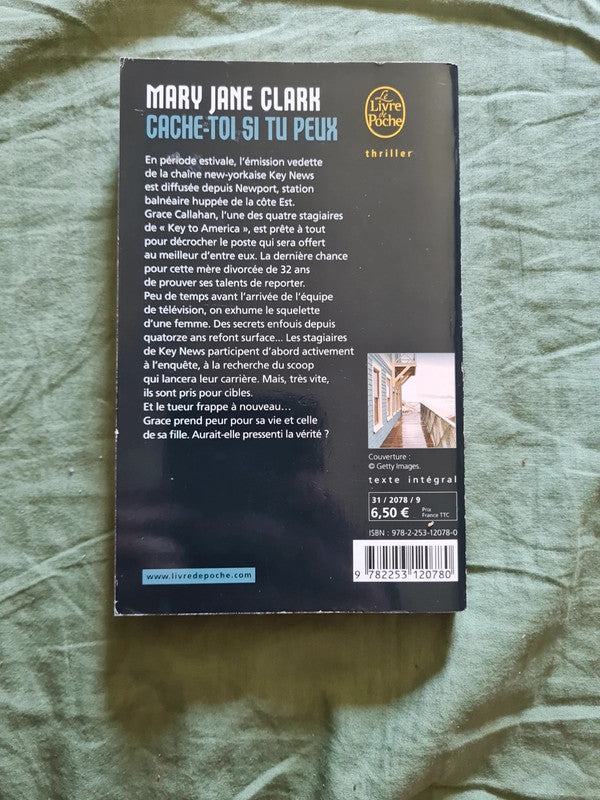 MARY JANE CLARK
CACHE-TOI SI TU PEUX
Le
Livre
de
Poche
thriller
En période estivale, l'émission vedette
de la chaîne new-yorkaise Key News
est diffusée depuis Newport, station
balnéaire huppée de la côte Est.
Grace Callahan, l'une des quatre stagiaires
de « Key to America », est prête à tout
pour décrocher le poste qui sera offert
au meilleur d'entre eux. La dernière chance
pour cette mère divorcée de 32 ans
de prouver ses talents de reporter.
Peu de temps avant l'arrivée de l'équipe
de télévision, on exhume le squelette
d'une femme. Des secrets enfouis depuis
quatorze ans refont surface... Les stagiaires
de Key News participent d'abord activement
à l'enquête, à la recherche du scoop
qui lancera leur carrière. Mais, très vite,
ils sont pris pour cibles.
Et le tueur frappe à nouveau...
Grace prend peur pour sa vie et celle
de sa fille. Aurait-elle pressenti la vérité ?
Couverture :
© Getty Images.
texte intégral
31 / 2078 / 9
6,50 € Prix
France TTC
ISBN : 978-2-253-12078-0
9 782253 120780
www.livredepoche.com